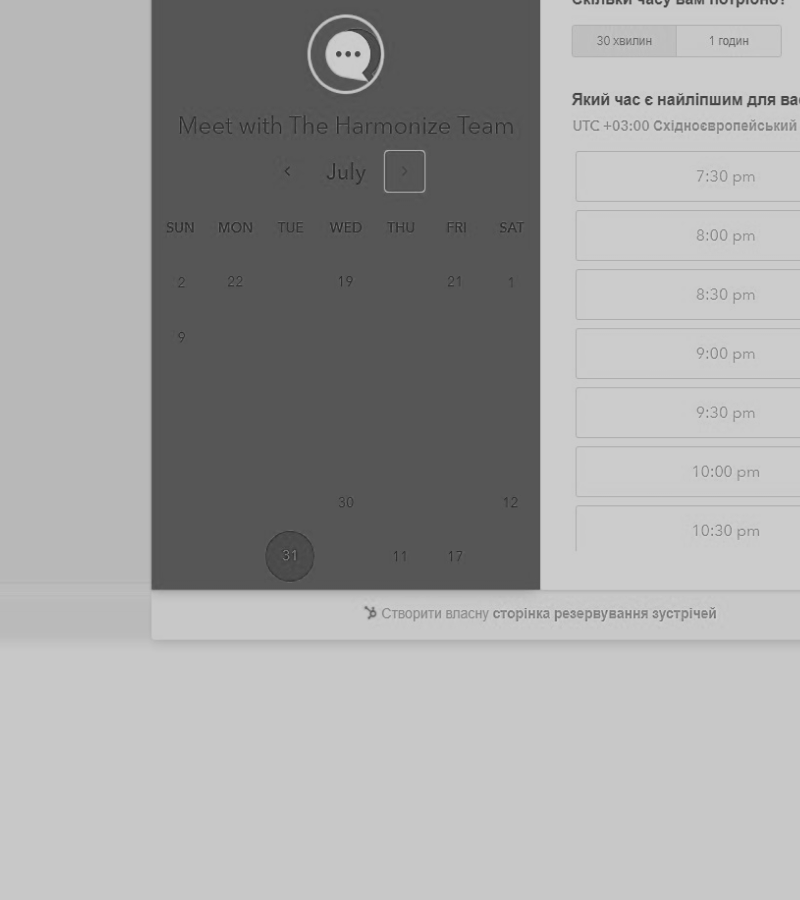 Скільки часу вам потрібно?
30 хвилин 1 годин
Meet with The Harmonize Team
July
SUN MON TUE WED THU FRI SAT
2 22 19 21 1
9
30 12
31 11 17
Який час є найліпшим для вас
UTC +03:00 Східноєвропейський
7:30 pm
8:00 pm
8:30 pm
9:00 pm
9:30 pm
10:00 pm
10:30 pm
Створити власну сторінка резервування зустрічей